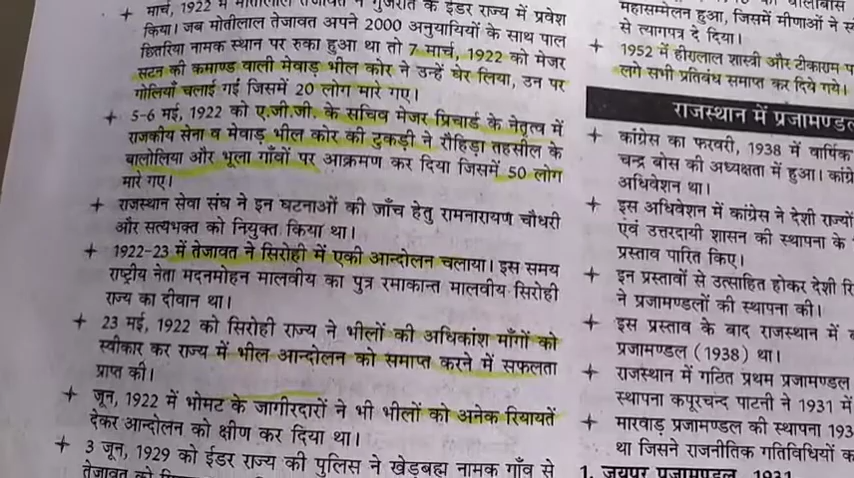 मार्च, 1922 में मोतीलाल तेजावत ने गुजरात के ईडर राज्य में प्रवेश
किया। जब मोतीलाल तेजावत अपने 2000 अनुयायियों के साथ पाल
छितरिया नामक स्थान पर रुका हुआ था तो 7 मार्च, 1922 को मेजर
सटन की कमाण्ड वाली मेवाड़ भील कोर ने उन्हें घेर लिया, उन पर
गोलियाँ चलाई गईं जिसमें 20 लोग मारे गए।
5-6 मई, 1922 को ए.जी.जी. के सचिव मेजर प्रिचार्ड के नेतृत्व में
राजकीय सेना व मेवाड़ भील कोर की टुकड़ी ने रौहिड़ा तहसील के
बालोलिया और भूला गाँवों पर आक्रमण कर दिया जिसमें 50 लोग
मारे गए।
राजस्थान सेवा संघ ने इन घटनाओं की जाँच हेतु रामनारायण चौधरी
और सत्यभक्त को नियुक्त किया था।
1922-23 में तेजावत ने सिरोही में एकी आन्दोलन चलाया। इस समय
राष्ट्रीय नेता मदनमोहन मालवीय का पुत्र रमाकान्त मालवीय सिरोही
राज्य का दीवान था।
23 मई, 1922 को सिरोही राज्य ने भीलों की अधिकांश माँगों को
स्वीकार कर राज्य में भील आन्दोलन को समाप्त करने में सफलता
प्राप्त की।
जून, 1922 में भोमट के जागीरदारों ने भी भीलों को अनेक रियायतें
देकर आन्दोलन को क्षीण कर दिया था।
3 जून, 1929 को ईडर राज्य की पुलिस ने खेड़ब्रह्म नामक गाँव से
तेजावत को
महासम्मेलन हुआ, जिसमें मीणाओं ने
से त्यागपत्र दे दिया।
1952 में हीरालाल शास्त्री और टीकाराम
लगे सभी प्रतिबंध समाप्त कर दिये गये।
राजस्थान में प्रजामण्डल
कांग्रेस का फरवरी, 1938 में वार्षिक
चन्द्र बोस की अध्यक्षता में हुआ।
अधिवेशन था।
इस अधिवेशन में कांग्रेस ने देशी राज्यों
एवं उत्तरदायी शासन की स्थापना के
प्रस्ताव पारित किए।
इन प्रस्तावों से उत्साहित होकर देशी
ने प्रजामण्डलों की स्थापना की।
इस प्रस्ताव के बाद राजस्थान में
प्रजामण्डल (1938) था।
राजस्थान में गठित प्रथम प्रजामण्डल
स्थापना कपूरचन्द पाटनी ने 1931 में
मारवाड़ प्रजामण्डल की स्थापना 193
था जिसने राजनीतिक गतिविधियों
1. जयपुर प्रजामण्डल, 1931